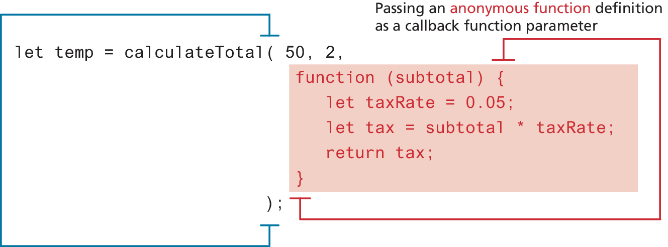 Passing an anonymous function definition
as a callback function parameter
let temp = calculateTotal( 50, 2,
function (subtotal) {
let taxRate = 0.05;
let tax = subtotal * taxRate;
return tax;
}
);